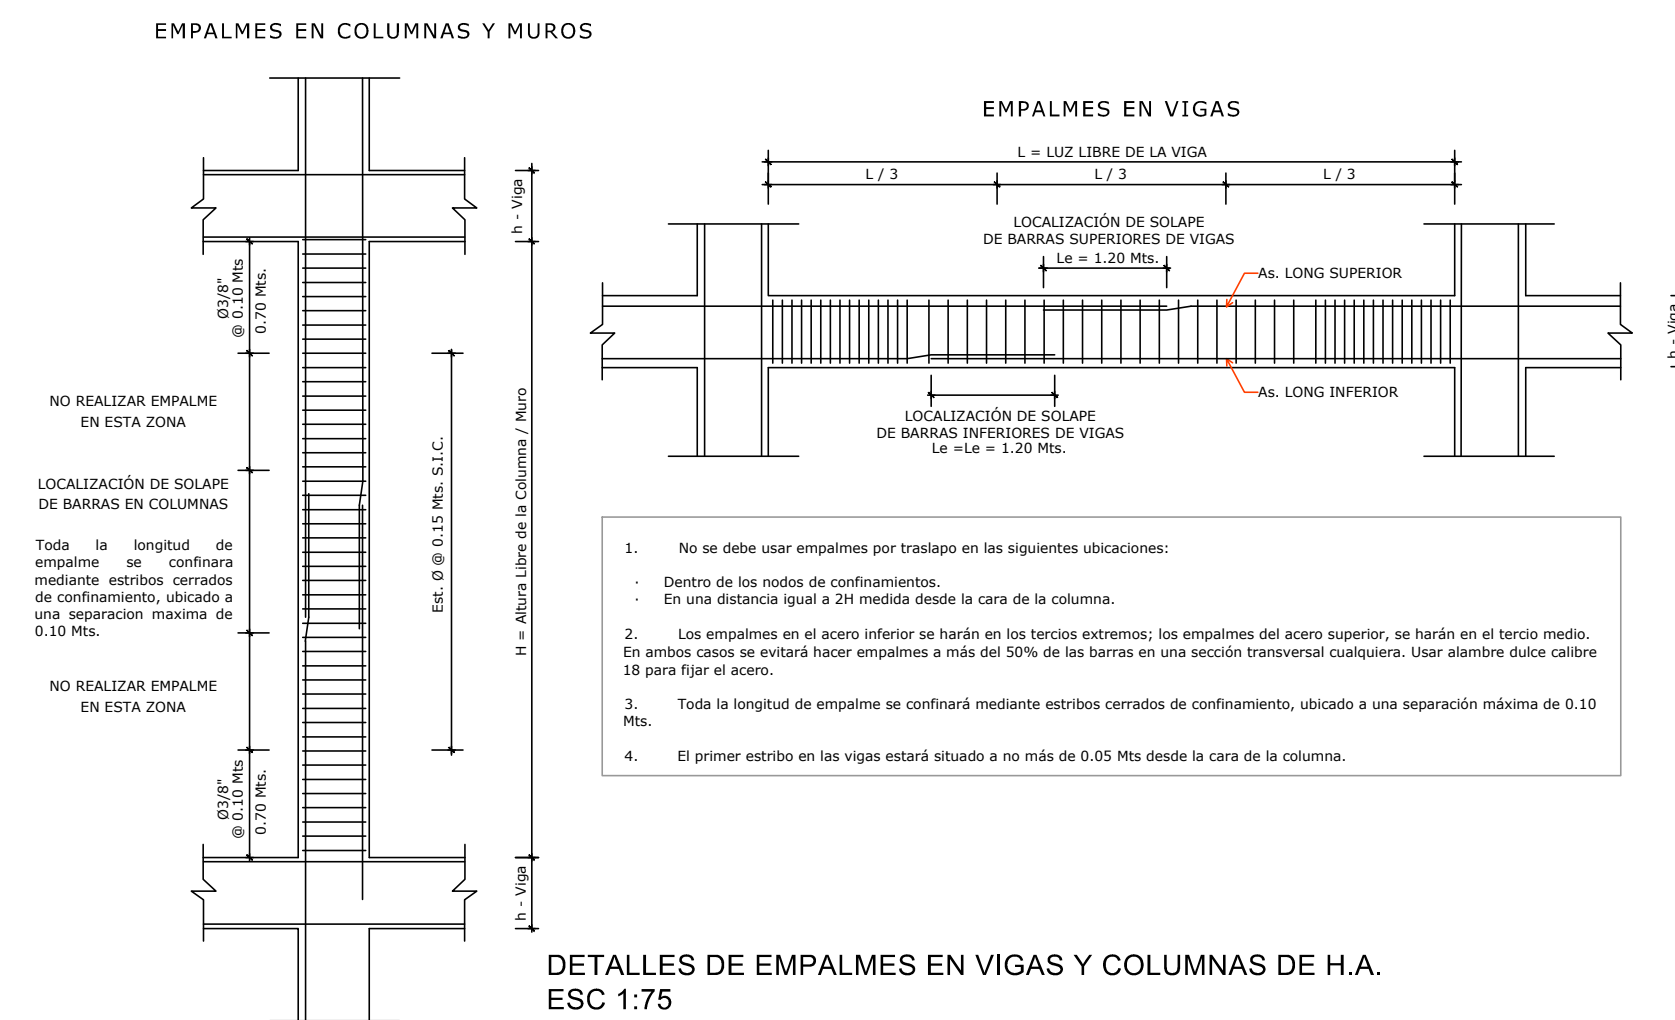 EMPALMES EN COLUMNAS Y MUROS
h - Viga
Ø3/8"
@ 0.10 Mts
0.70 Mts.
NO REALIZAR EMPALME
EN ESTA ZONA
LOCALIZACIÓN DE SOLAPE
DE BARRAS EN COLUMNAS
Toda la longitud de
empalme se confinara
mediante estribos cerrados
de confinamiento, ubicado a
una separacion maxima de
0.10 Mts.
NO REALIZAR EMPALME
EN ESTA ZONA
Ø3/8"
@ 0.10 Mts
0.70 Mts.
Est. Ø @ 0.15 Mts. S.I.C.
H = Altura Libre de la Columna / Muro
h - Viga
EMPALMES EN VIGAS
L = LUZ LIBRE DE LA VIGA
L / 3
L / 3
L / 3
LOCALIZACIÓN DE SOLAPE
DE BARRAS SUPERIORES DE VIGAS
Le = 1.20 Mts.
As. LONG SUPERIOR
As. LONG INFERIOR
h - Viga
LOCALIZACIÓN DE SOLAPE
DE BARRAS INFERIORES DE VIGAS
Le =Le = 1.20 Mts.
1. No se debe usar empalmes por traslapo en las siguientes ubicaciones:
· Dentro de los nodos de confinamientos.
· En una distancia igual a 2H medida desde la cara de la columna.
2. Los empalmes en el acero inferior se harán en los tercios extremos; los empalmes del acero superior, se harán en el tercio medio.
En ambos casos se evitará hacer empalmes a más del 50% de las barras en una sección transversal cualquiera. Usar alambre dulce calibre
18 para fijar el acero.
3. Toda la longitud de empalme se confinará mediante estribos cerrados de confinamiento, ubicado a una separación máxima de 0.10
Mts.
4. El primer estribo en las vigas estará situado a no más de 0.05 Mts desde la cara de la columna.
DETALLES DE EMPALMES EN VIGAS Y COLUMNAS DE H.A.
ESC 1:75